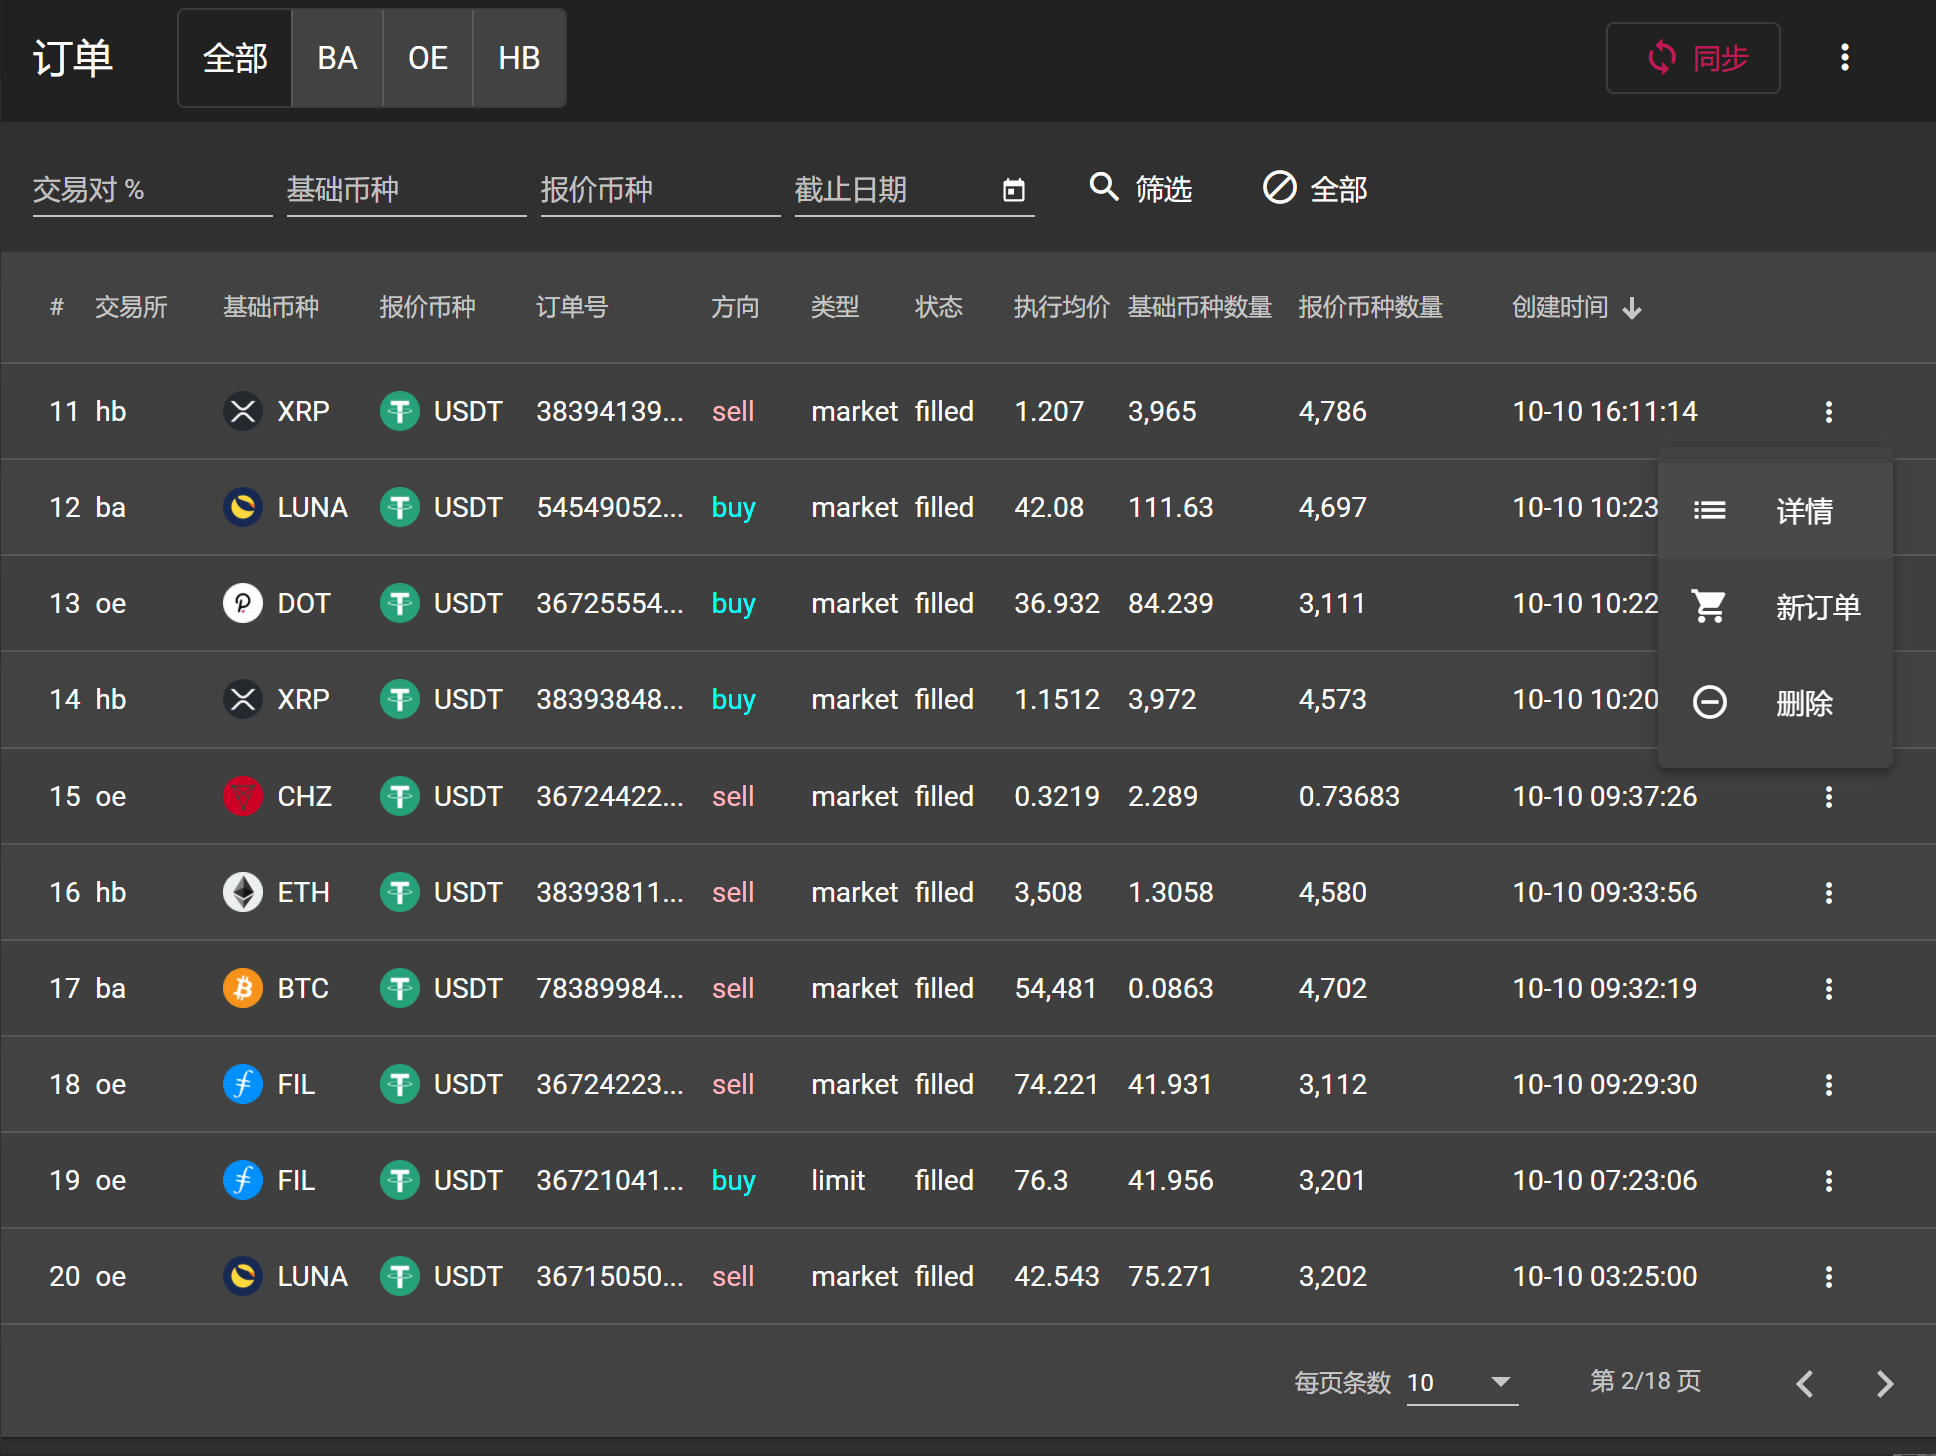 订单 全部 BA OE HB 同步
交易对 % 基础币种 报价币种 截止日期 筛选 全部
# 交易所 基础币种 报价币种 订单号 方向 类型 状态 执行均价 基础币种数量 报价币种数量 创建时间
11 hb XRP USDT 38394139... sell market filled 1.207 3,965 4,786 10-10 16:11:14
12 ba LUNA USDT 54549052... buy market filled 42.08 111.63 4,697 10-10 10:23 详情
13 oe DOT USDT 36725554... buy market filled 36.932 84.239 3,111 10-10 10:22 新订单
14 hb XRP USDT 38393848... buy market filled 1.1512 3,972 4,573 10-10 10:20 删除
15 oe CHZ USDT 36724422... sell market filled 0.3219 2.289 0.73683 10-10 09:37:26
16 hb ETH USDT 38393811... sell market filled 3,508 1.3058 4,580 10-10 09:33:56
17 ba BTC USDT 78389984... sell market filled 54,481 0.0863 4,702 10-10 09:32:19
18 oe FIL USDT 36724223... sell market filled 74.221 41.931 3,112 10-10 09:29:30
19 oe FIL USDT 36721041... buy limit filled 76.3 41.956 3,201 10-10 07:23:06
20 oe LUNA USDT 36715050... sell market filled 42.543 75.271 3,202 10-10 03:25:00
每页条数 10 第 2/18 页